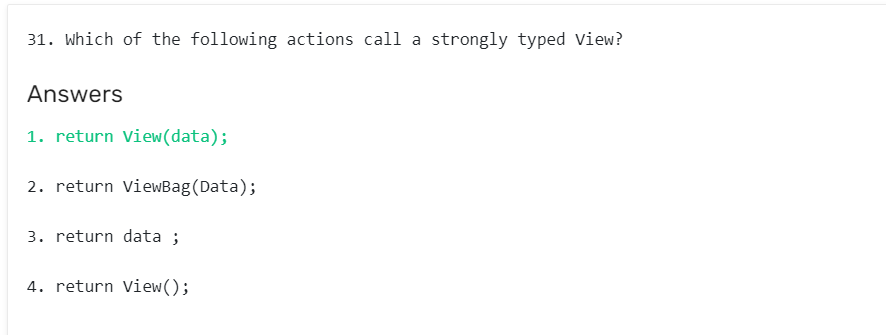 31. Which of the following actions call a strongly typed View?
Answers
1. return View(data);
2. return ViewBag(Data);
3. return data ;
4. return View();